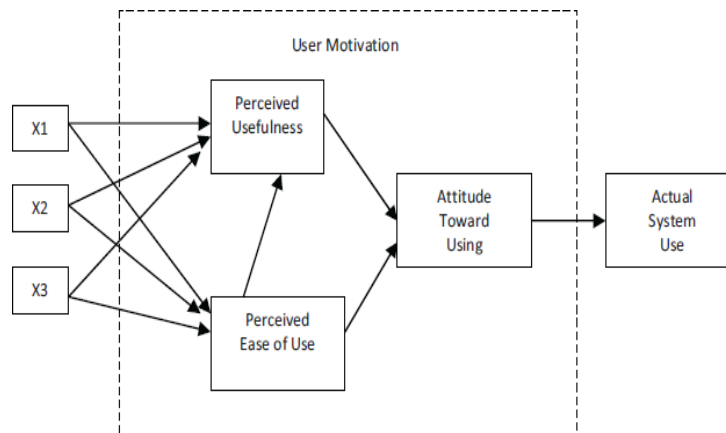 User Motivation
X1
X2
X3
Perceived
Usefulness
Perceived
Ease of Use
Attitude
Toward
Using
Actual
System
Use